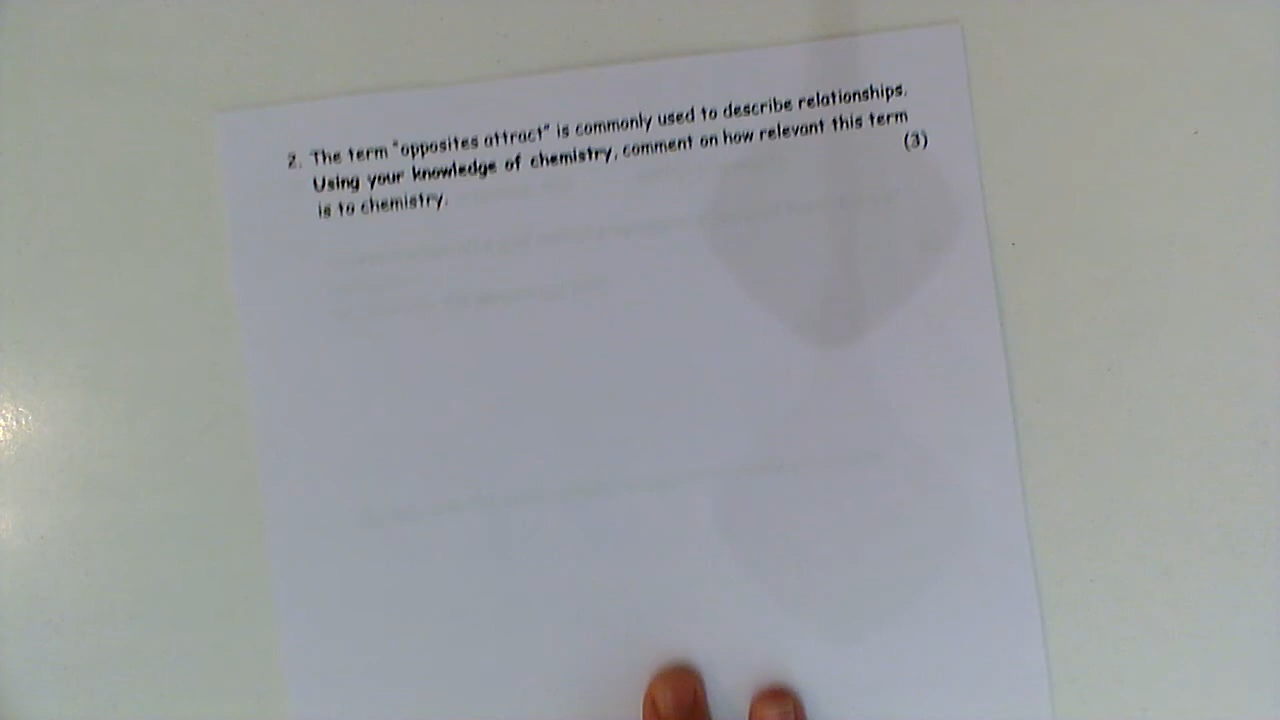 2. The term "opposites attract" is commonly used to describe relationships.
Using your knowledge of chemistry, comment on how relevant this term
is to chemistry.
(3)